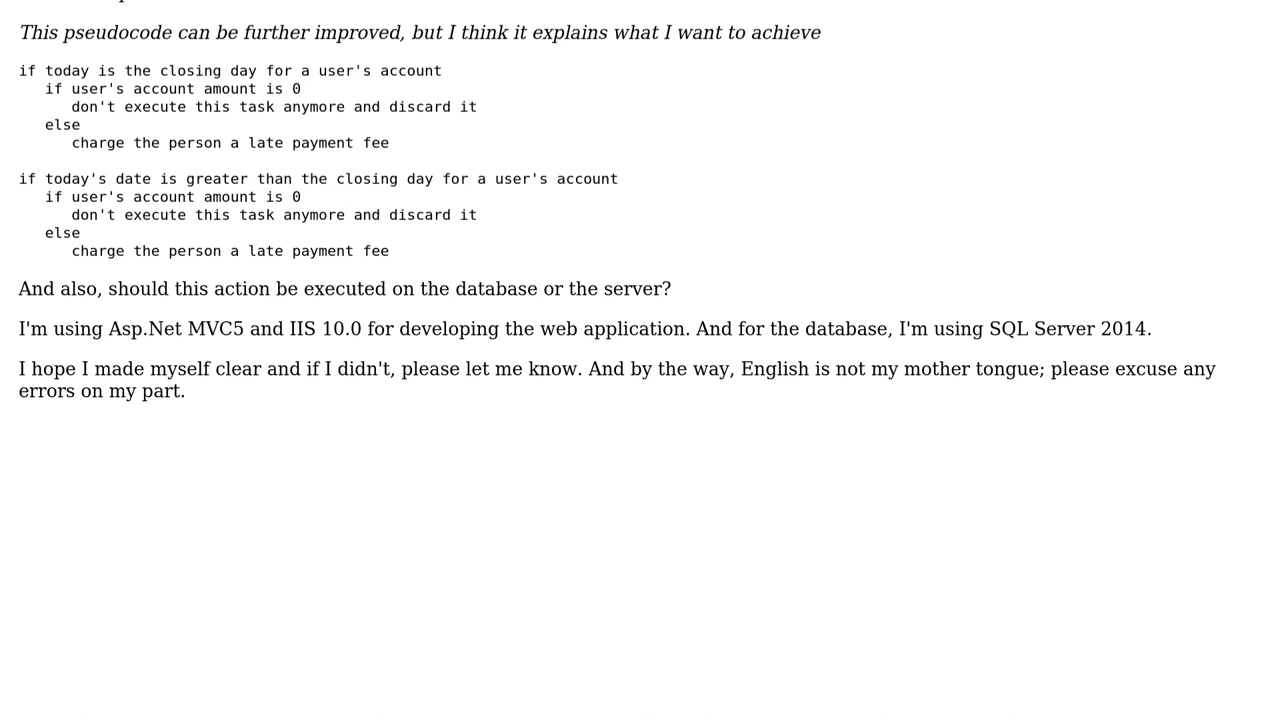 This pseudocode can be further improved, but I think it explains what I want to achieve
if today is the closing day for a user's account
   if user's account amount is 0
      don't execute this task anymore and discard it
   else
      charge the person a late payment fee

if today's date is greater than the closing day for a user's account
   if user's account amount is 0
      don't execute this task anymore and discard it
   else
      charge the person a late payment fee
And also, should this action be executed on the database or the server?
I'm using Asp.Net MVC5 and IIS 10.0 for developing the web application. And for the database, I'm using SQL Server 2014.
I hope I made myself clear and if I didn't, please let me know. And by the way, English is not my mother tongue; please excuse any
errors on my part.